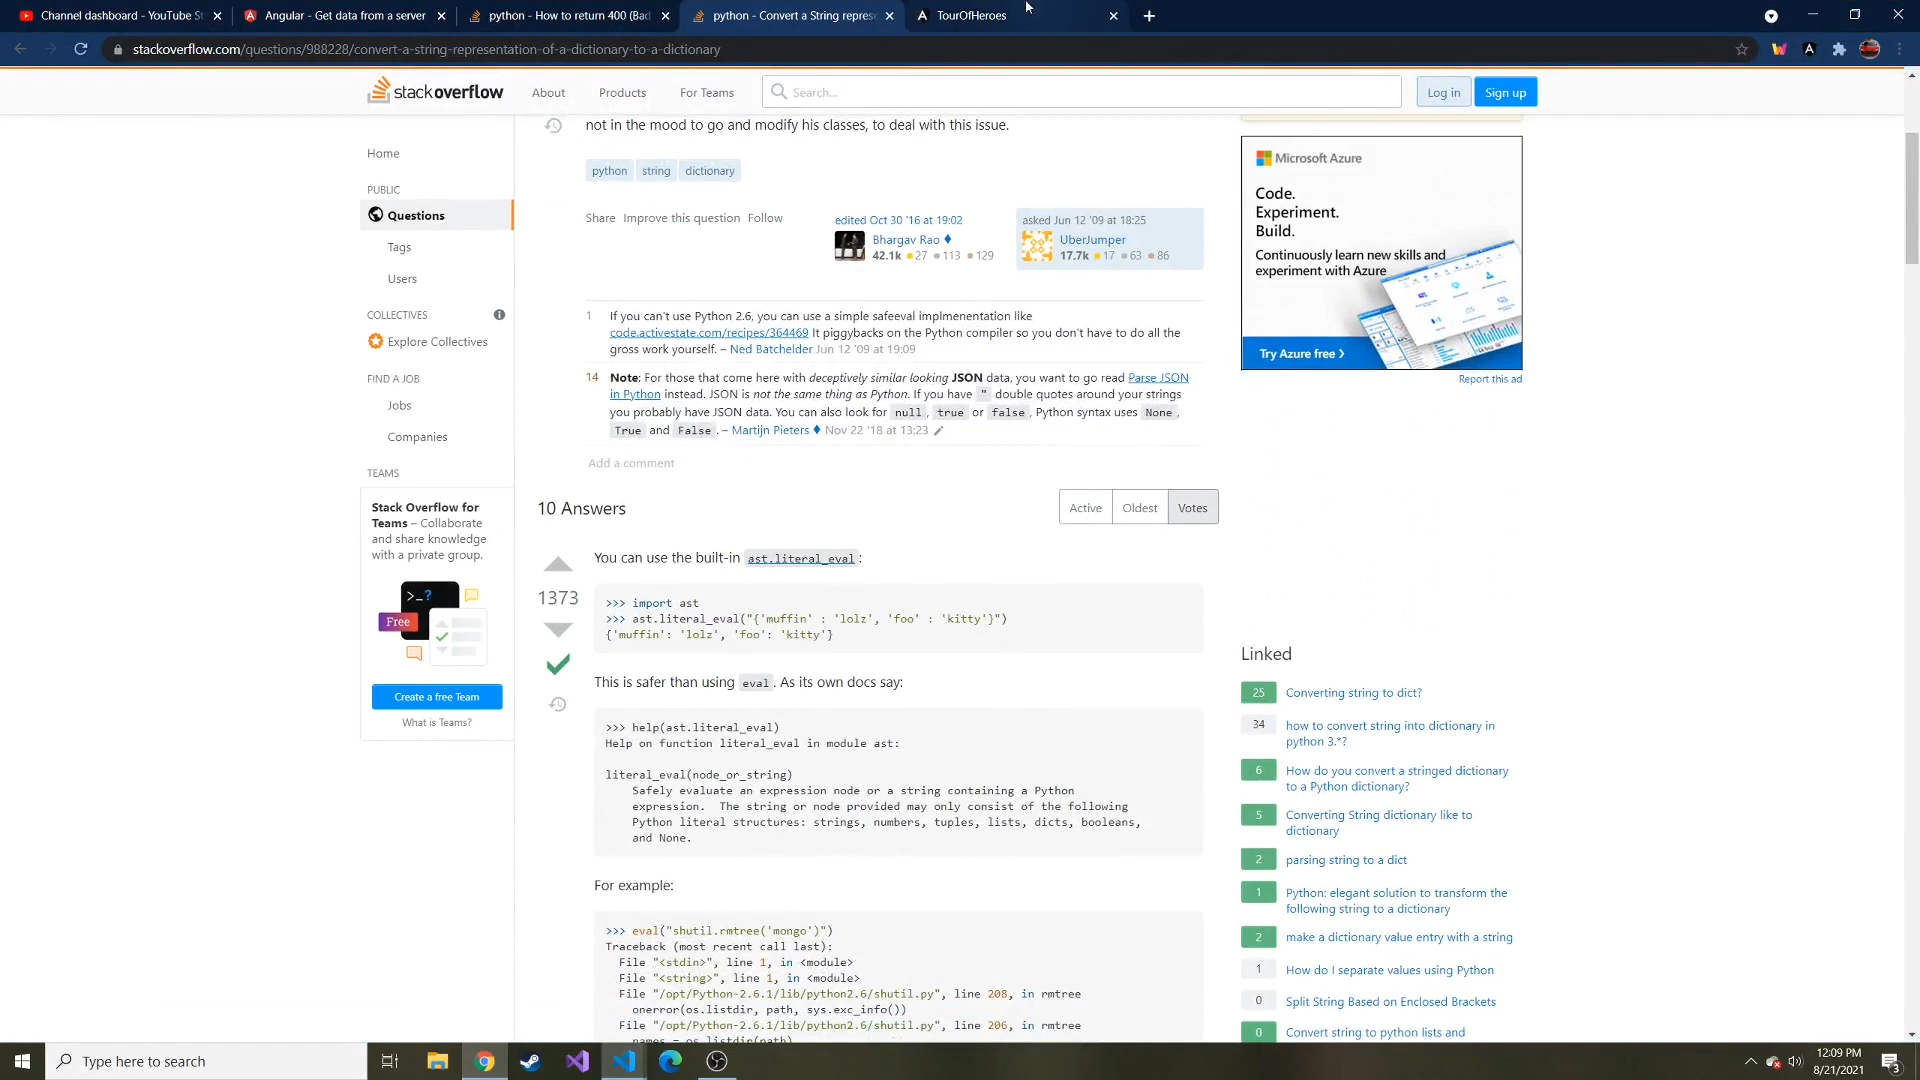 Channel dashboard - YouTube St
Angular - Get data from a server
python - How to return 400 (Bad
python - Convert a String repres
TourOfHeroes
stackoverflow.com/questions/988228/convert-a-string-representation-of-a-dictionary-to-a-dictionary
stackoverflow
About
Products
For Teams
Search...
Log in
Sign up
Home
PUBLIC
Questions
Tags
Users
COLLECTIVES
Explore Collectives
FIND A JOB
Jobs
Companies
TEAMS
Stack Overflow for
Teams – Collaborate
and share knowledge
with a private group.
>_?
Free
Create a free Team
What is Teams?
not in the mood to go and modify his classes, to deal with this issue.
python string dictionary
Share Improve this question Follow
edited Oct 30 '16 at 19:02
Bhargav Rao ♦
42.1k 27 113 129
asked Jun 12 '09 at 18:25
UberJumper
17.7k 17 63 86
1 If you can't use Python 2.6, you can use a simple safeeval implmenentation like
code.activestate.com/recipes/364469 It piggybacks on the Python compiler so you don't have to do all the
gross work yourself. – Ned Batchelder Jun 12 '09 at 19:09
14 Note: For those that come here with deceptively similar looking JSON data, you want to go read Parse JSON
in Python instead. JSON is not the same thing as Python. If you have " double quotes around your strings
you probably have JSON data. You can also look for null, true or false, Python syntax uses None,
True and False. – Martijn Pieters ♦ Nov 22 '18 at 13:23
Add a comment
10 Answers
Active Oldest Votes
1373
You can use the built-in ast.literal_eval:
>>> import ast
>>> ast.literal_eval("{'muffin' : 'lolz', 'foo' : 'kitty'}")
{'muffin': 'lolz', 'foo': 'kitty'}
This is safer than using eval. As its own docs say:
>>> help(ast.literal_eval)
Help on function literal_eval in module ast:
literal_eval(node_or_string)
Safely evaluate an expression node or a string containing a Python
expression. The string or node provided may only consist of the following
Python literal structures: strings, numbers, tuples, lists, dicts, booleans,
and None.
For example:
>>> eval("shutil.rmtree('mongo')")
Traceback (most recent call last):
File "<stdin>", line 1, in <module>
File "<string>", line 1, in <module>
File "/opt/Python-2.6.1/lib/python2.6/shutil.py", line 208, in rmtree
onerror(os.listdir, path, sys.exc_info())
File "/opt/Python-2.6.1/lib/python2.6/shutil.py", line 206, in rmtree
names = os.listdir(path)
Microsoft Azure
Code.
Experiment.
Build.
Continuously learn new skills and
experiment with Azure
Try Azure free >
Report this ad
Linked
25 Converting string to dict?
34 how to convert string into dictionary in
python 3.*?
6 How do you convert a stringed dictionary
to a Python dictionary?
5 Converting String dictionary like to
dictionary
2 parsing string to a dict
1 Python: elegant solution to transform the
following string to a dictionary
2 make a dictionary value entry with a string
1 How do I separate values using Python
0 Split String Based on Enclosed Brackets
0 Convert string to python lists and
Type here to search
12:09 PM
8/21/2021
3